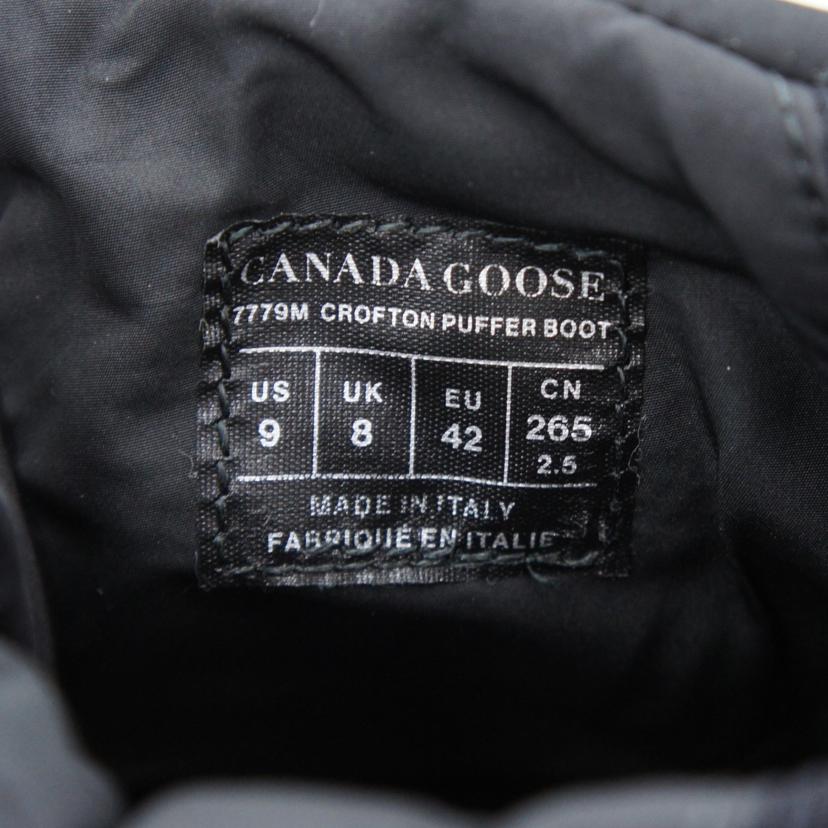 CANADA GOOSE
7779M CROFTON PUFFER BOOT
US UK EU CN
9 8 42 265
2.5
MADE IN ITALY
FABRIQUÉ EN ITALIE